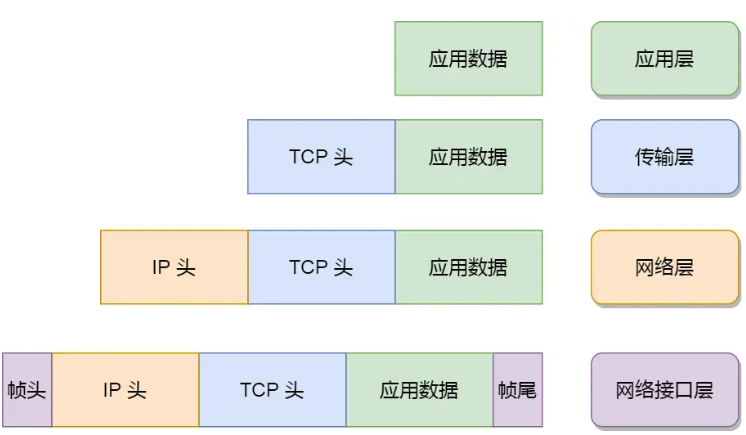 应用数据 应用层
TCP 头 应用数据 传输层
IP 头 TCP 头 应用数据 网络层
帧头 IP 头 TCP 头 应用数据 帧尾 网络接口层